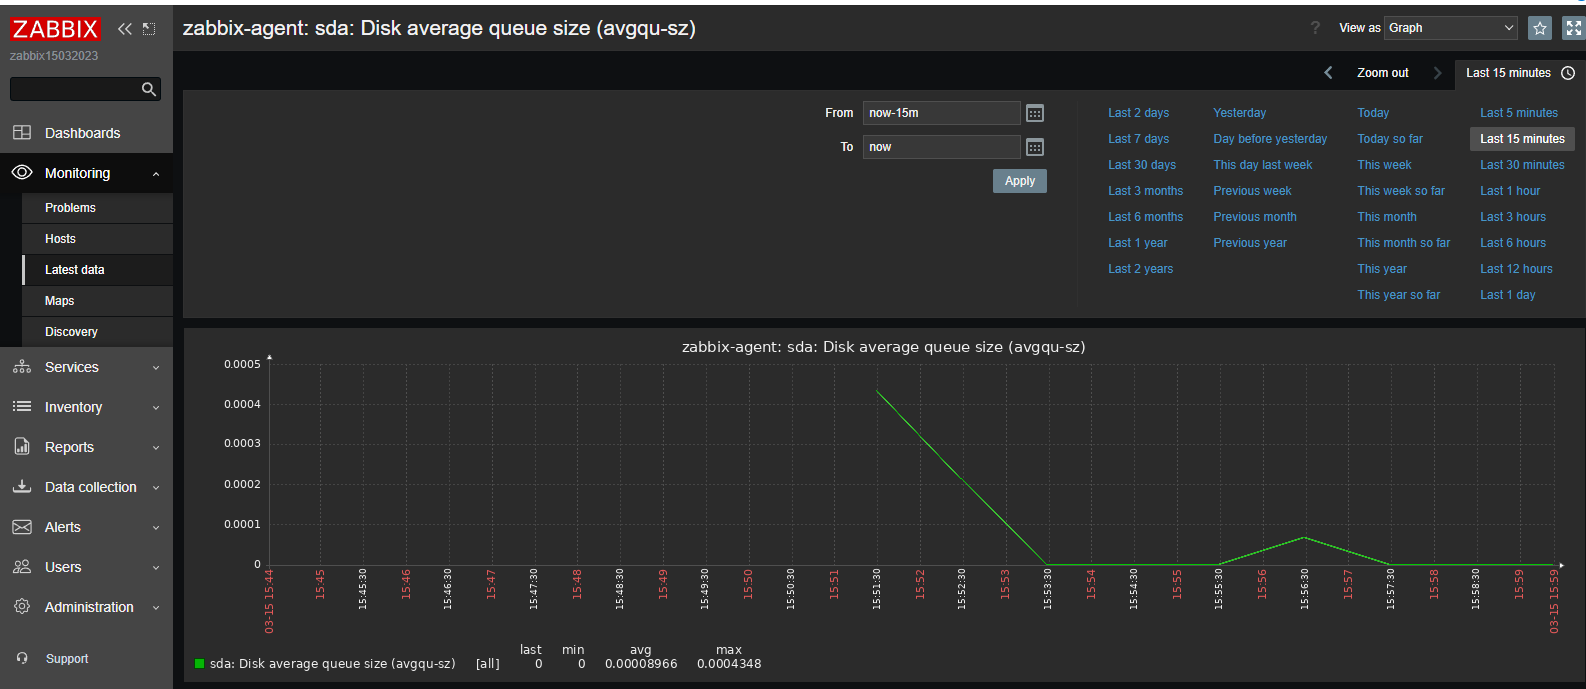 ZABBIX
zabbix15032023
Dashboards
Monitoring
Problems
Hosts
Latest data
Maps
Discovery
Services
Inventory
Reports
Data collection
Alerts
Users
Administration
Support
zabbix-agent: sda: Disk average queue size (avgqu-sz)
? View as Graph
Zoom out Last 15 minutes
From now-15m
To now
Apply
Last 2 days Yesterday Today Last 5 minutes
Last 7 days Day before yesterday Today so far Last 15 minutes
Last 30 days This day last week This week Last 30 minutes
Last 3 months Previous week This week so far Last 1 hour
Last 6 months Previous month This month Last 3 hours
Last 1 year Previous year This month so far Last 6 hours
Last 2 years This year Last 12 hours
This year so far Last 1 day
zabbix-agent: sda: Disk average queue size (avgqu-sz)
0.0005
0.0004
0.0003
0.0002
0.0001
0
03-15 15:44
15:45
15:45:30
15:46
15:46:30
15:47
15:47:30
15:48
15:48:30
15:49
15:49:30
15:50
15:50:30
15:51
15:51:30
15:52
15:52:30
15:53
15:53:30
15:54
15:54:30
15:55
15:55:30
15:56
15:56:30
15:57
15:57:30
15:58
15:58:30
15:59
03-15 15:59
last min avg max
sda: Disk average queue size (avgqu-sz) [all] 0 0 0.00008966 0.0004348